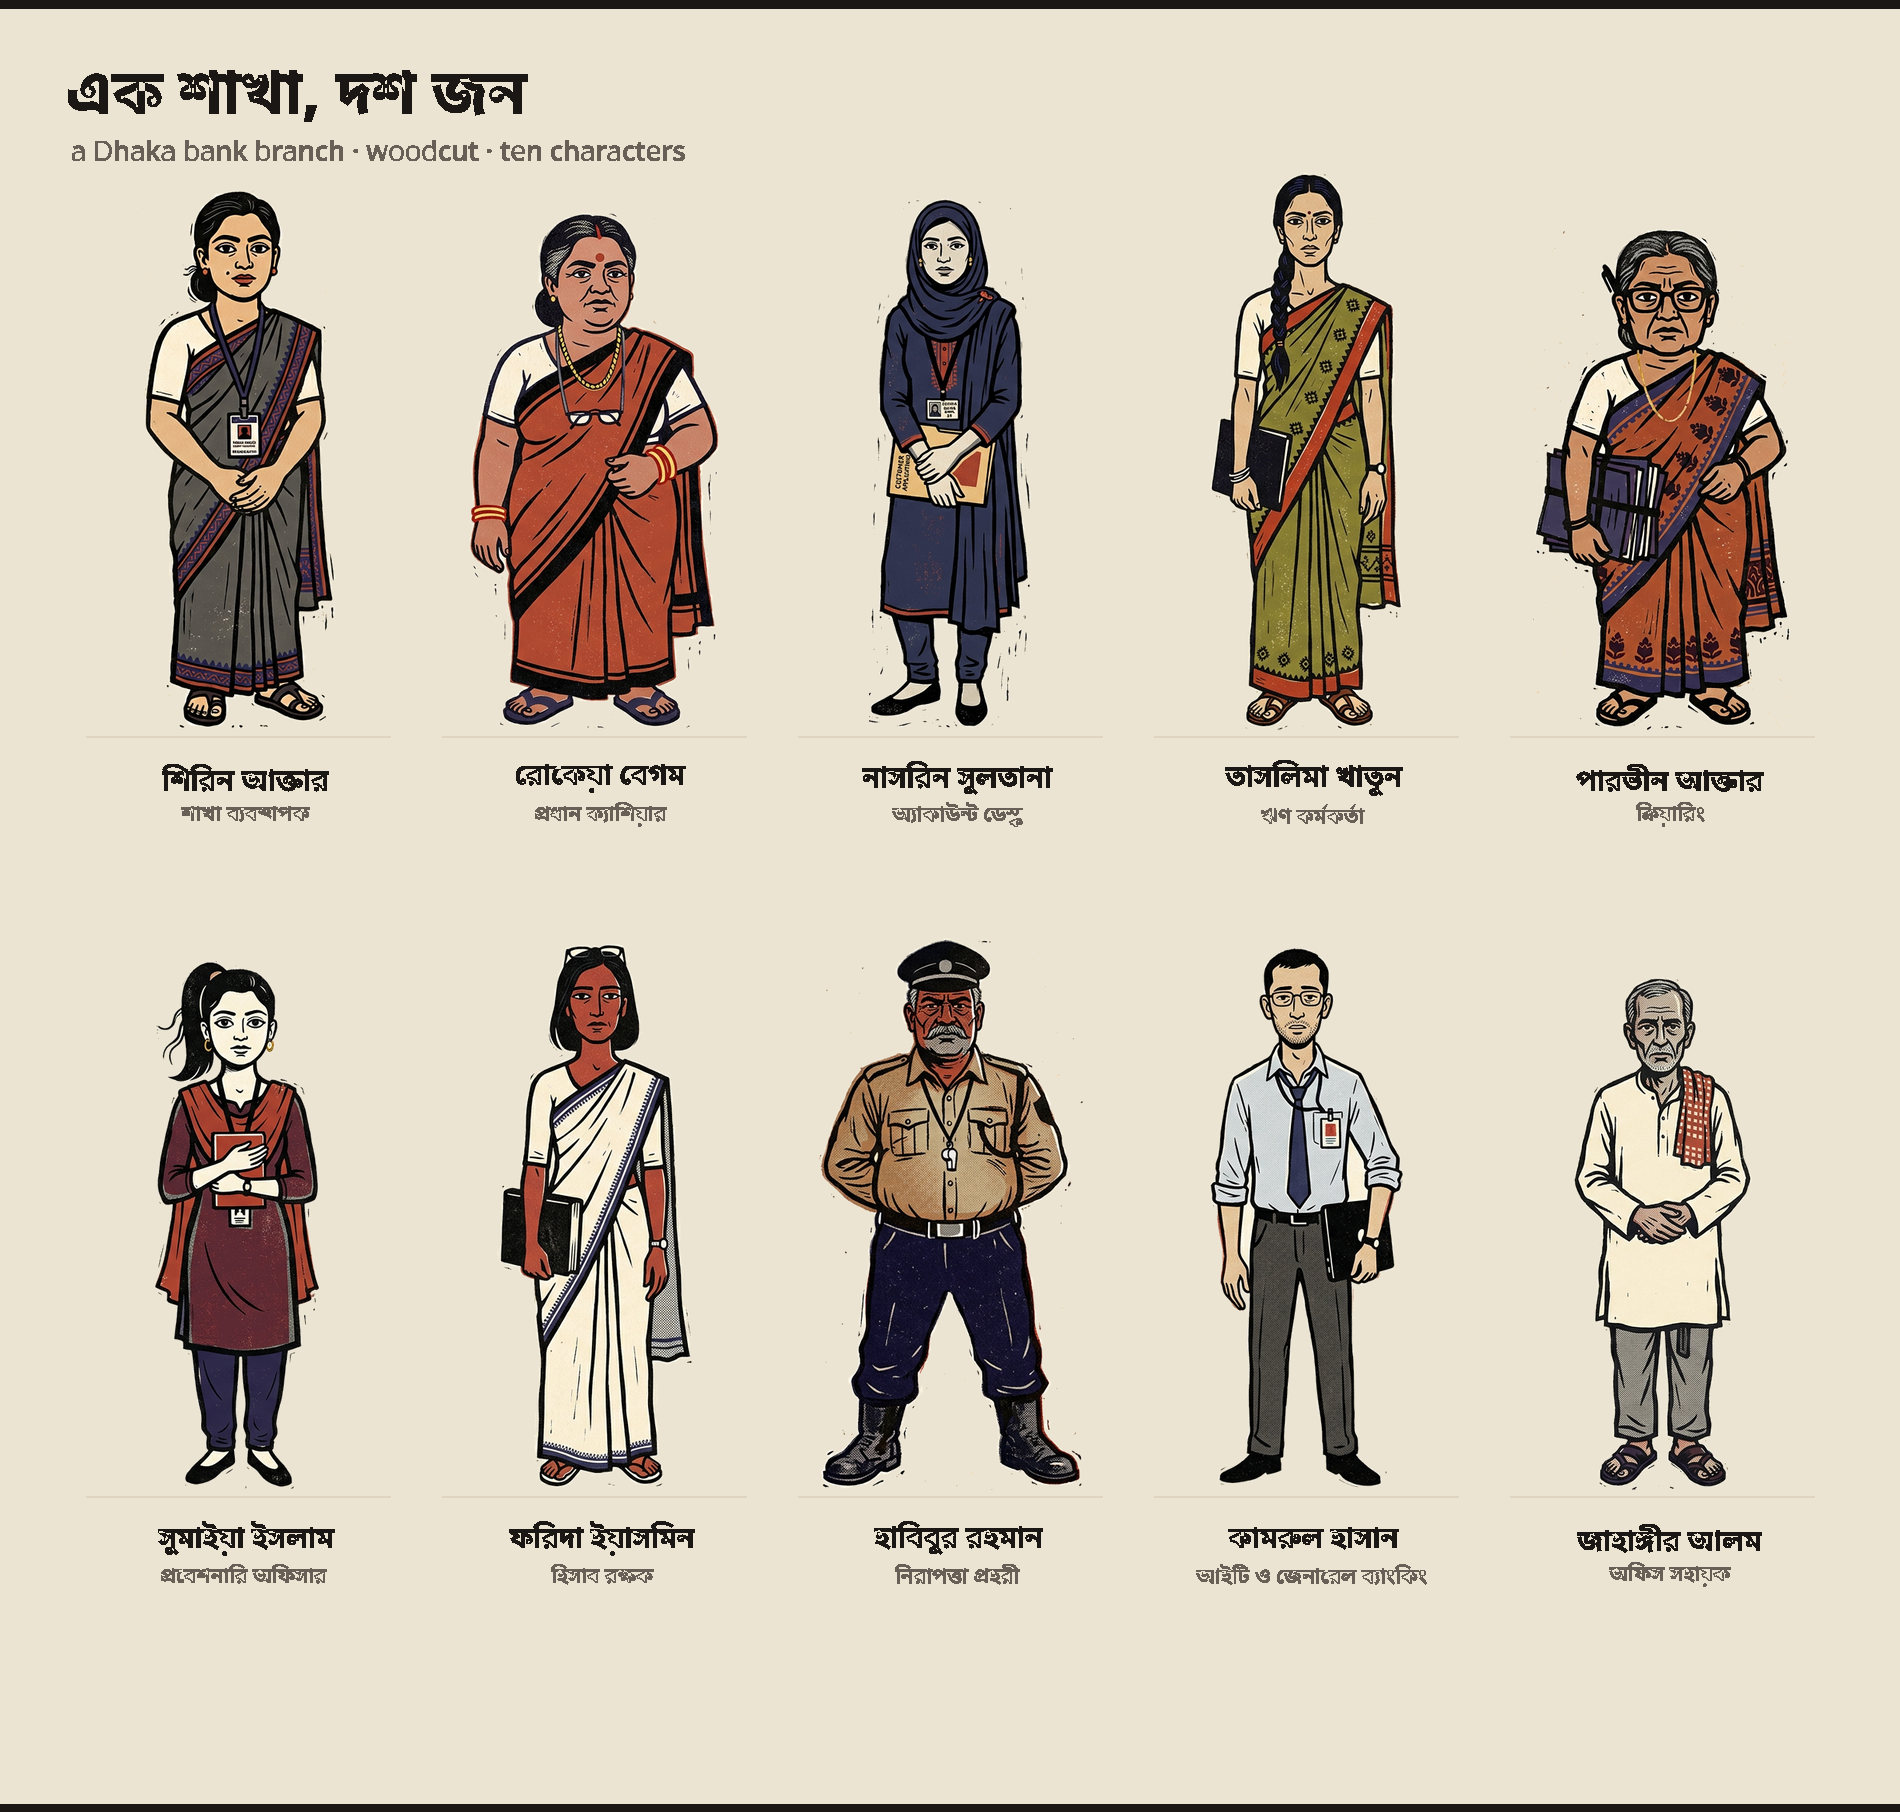 এক শাখা, দশ জন
a Dhaka bank branch · woodcut · ten characters
CUSTOMER
শিরিন আক্তার
রোকেয়া বেগম
নাসরিন সুলতানা
তাসলিমা খাতুন
পারভীন আক্তার
শাখা ব্যবস্থাপক
প্রধান ক্যাশিয়ার
অ্যাকাউন্ট ডেস্ক
ঋণ কর্মকর্তা
ক্লিয়ারিং
সুমাইয়া ইসলাম
ফরিদা ইয়াসমিন
হাবিবুর রহমান
কামরুল হাসান
জাহাঙ্গীর আলম
প্রবেশনারি অফিসার
হিসাব রক্ষক
নিরাপত্তা প্রহরী
আইটি ও জেনারেল ব্যাংকিং
অফিস সহায়ক